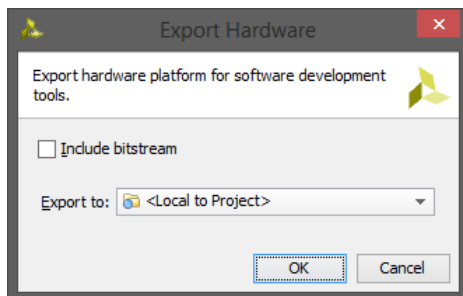 Export Hardware
Export hardware platform for software development
tools.
Include bitstream
Export to: <Local to Project>
OK Cancel